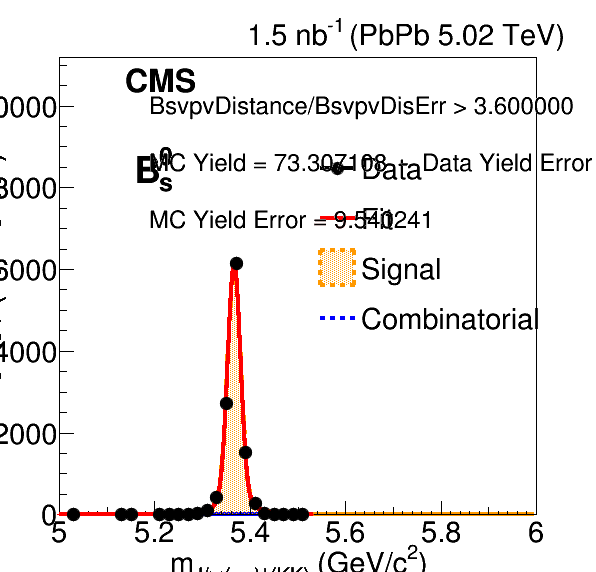 1.5 nb-1 (PbPb 5.02 TeV)
CMS
BsvpvDistance/BsvpvDisErr > 3.600000
B0s
MC Yield = 73.307108 - Data Yield Error
Data
MC Yield Error = 9.540241
Fit
Signal
Combinatorial
0000
8000
6000
4000
2000
0
5 5.2 5.4 5.6 5.8 6
m (GeV/c2)